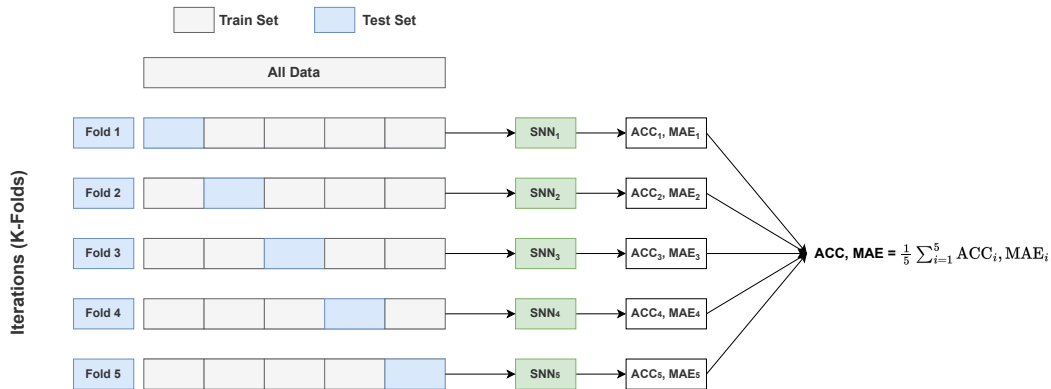 Train Set
Test Set
All Data
Iterations (K-Folds)
Fold 1
SNN₁
ACC₁, MAE₁
Fold 2
SNN₂
ACC₂, MAE₂
Fold 3
SNN₃
ACC₃, MAE₃
ACC, MAE = \frac{1}{5} \sum_{i=1}^{5} ACC_i, MAE_i
Fold 4
SNN₄
ACC₄, MAE₄
Fold 5
SNN₅
ACC₅, MAE₅